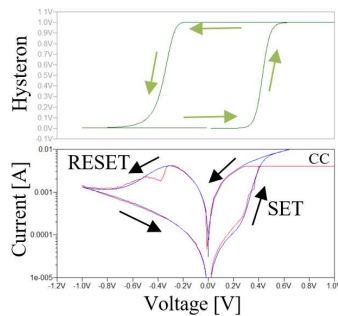 Hysteron
1.1V
1.0V
0.9V
0.8V
0.7V
0.6V
0.5V
0.4V
0.3V
0.2V
0.1V
0.0V
-0.1V
Current [A]
0.01
0.001
0.0001
1e-005
RESET
CC
SET
-1.2V -1.0V -0.8V -0.6V -0.4V -0.2V 0.0V 0.2V 0.4V 0.6V 0.8V 1.0V
Voltage [V]